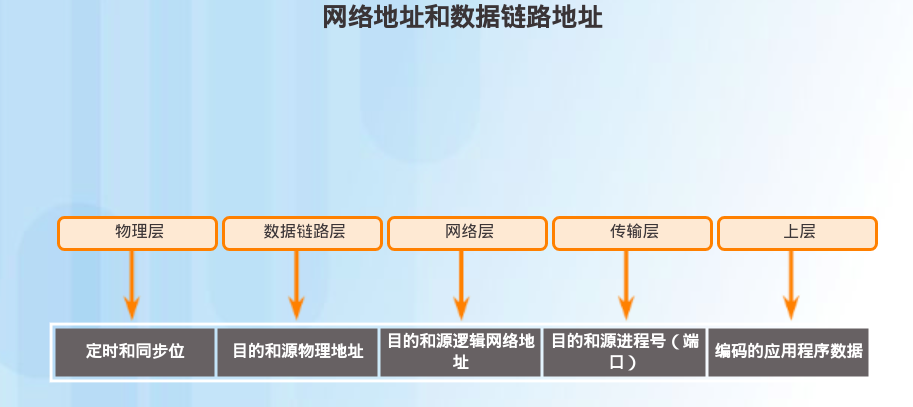 网络地址和数据链路地址
物理层
数据链路层
网络层
传输层
上层
定时和同步位
目的和源物理地址
目的和源逻辑网络地
址
目的和源进程号（端
口）
编码的应用程序数据